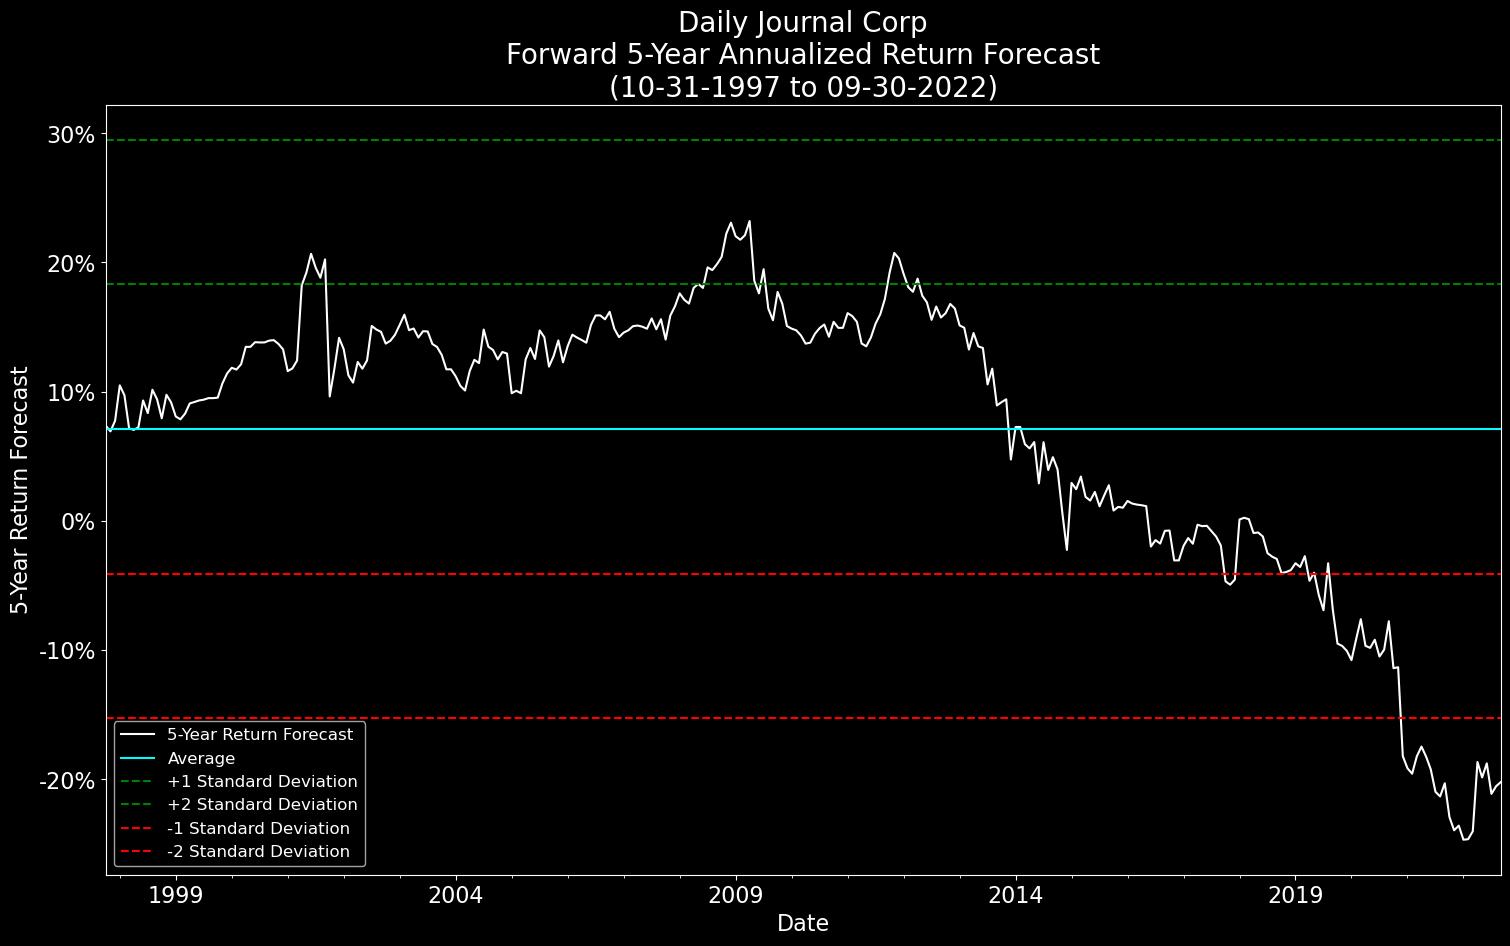 Daily Journal Corp
Forward 5-Year Annualized Return Forecast
(10-31-1997 to 09-30-2022)
5-Year Return Forecast
30%
20%
10%
0%
-10%
-20%
5-Year Return Forecast
Average
+1 Standard Deviation
+2 Standard Deviation
-1 Standard Deviation
-2 Standard Deviation
1999
2004
2009
2014
2019
Date